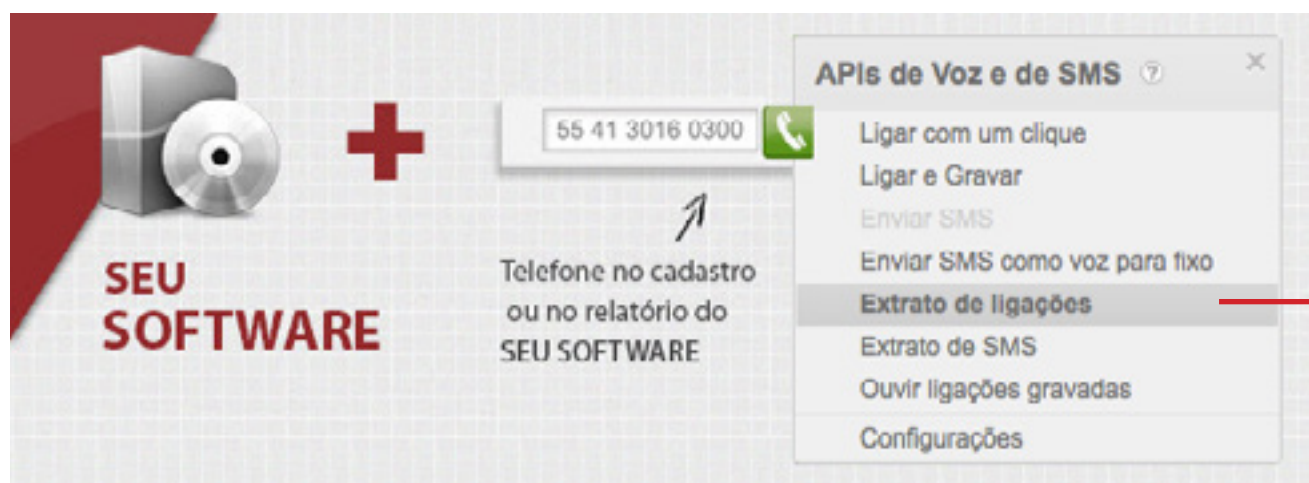 SEU
SOFTWARE
55 41 3016 0300
Telefone no cadastro
ou no relatório do
SEU SOFTWARE
APIs de Voz e de SMS ?
Ligar com um clique
Ligar e Gravar
Enviar SMS
Enviar SMS como voz para fixo
Extrato de ligações
Extrato de SMS
Ouvir ligações gravadas
Configurações